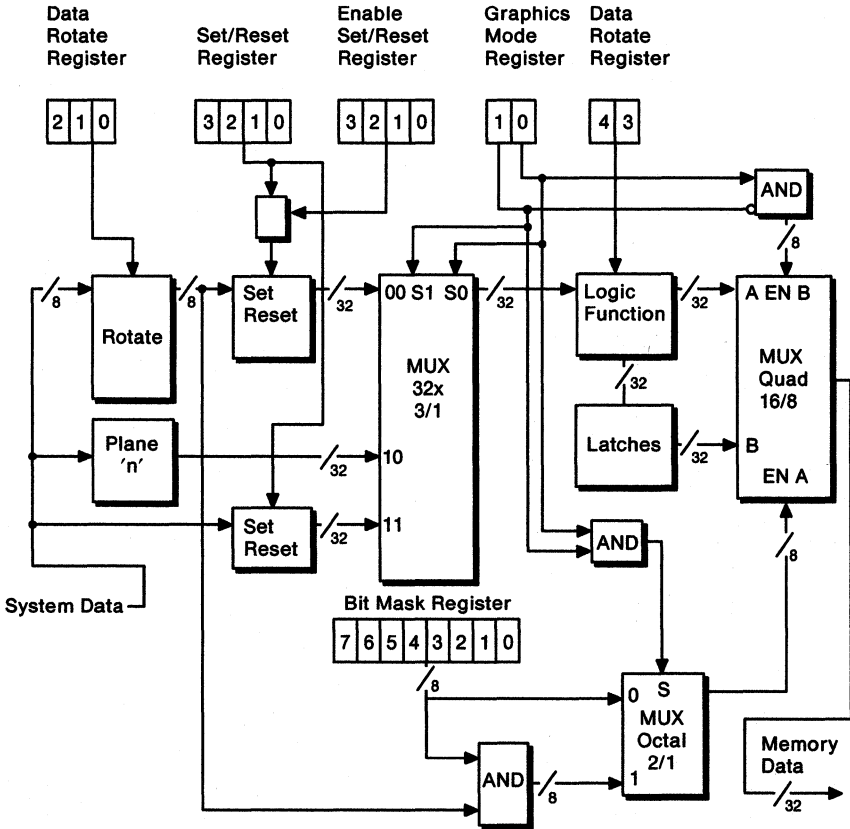 Data
Rotate
Register
Set/Reset
Register
Enable
Set/Reset
Register
Graphics
Mode
Register
Data
Rotate
Register
2 1 0
3 2 1 0
3 2 1 0
1 0
4 3
AND
8
8
Rotate
8
Set
Reset
32
00 S1 S0
MUX
32x
3/1
10
11
32
Logic
Function
32
A EN B
MUX
Quad
16/8
B
EN A
32
Latches
32
Plane
'n'
32
Set
Reset
32
AND
8
System Data
Bit Mask Register
7 6 5 4 3 2 1 0
8
0 S
MUX
Octal
2/1
1
AND
8
Memory
Data
32